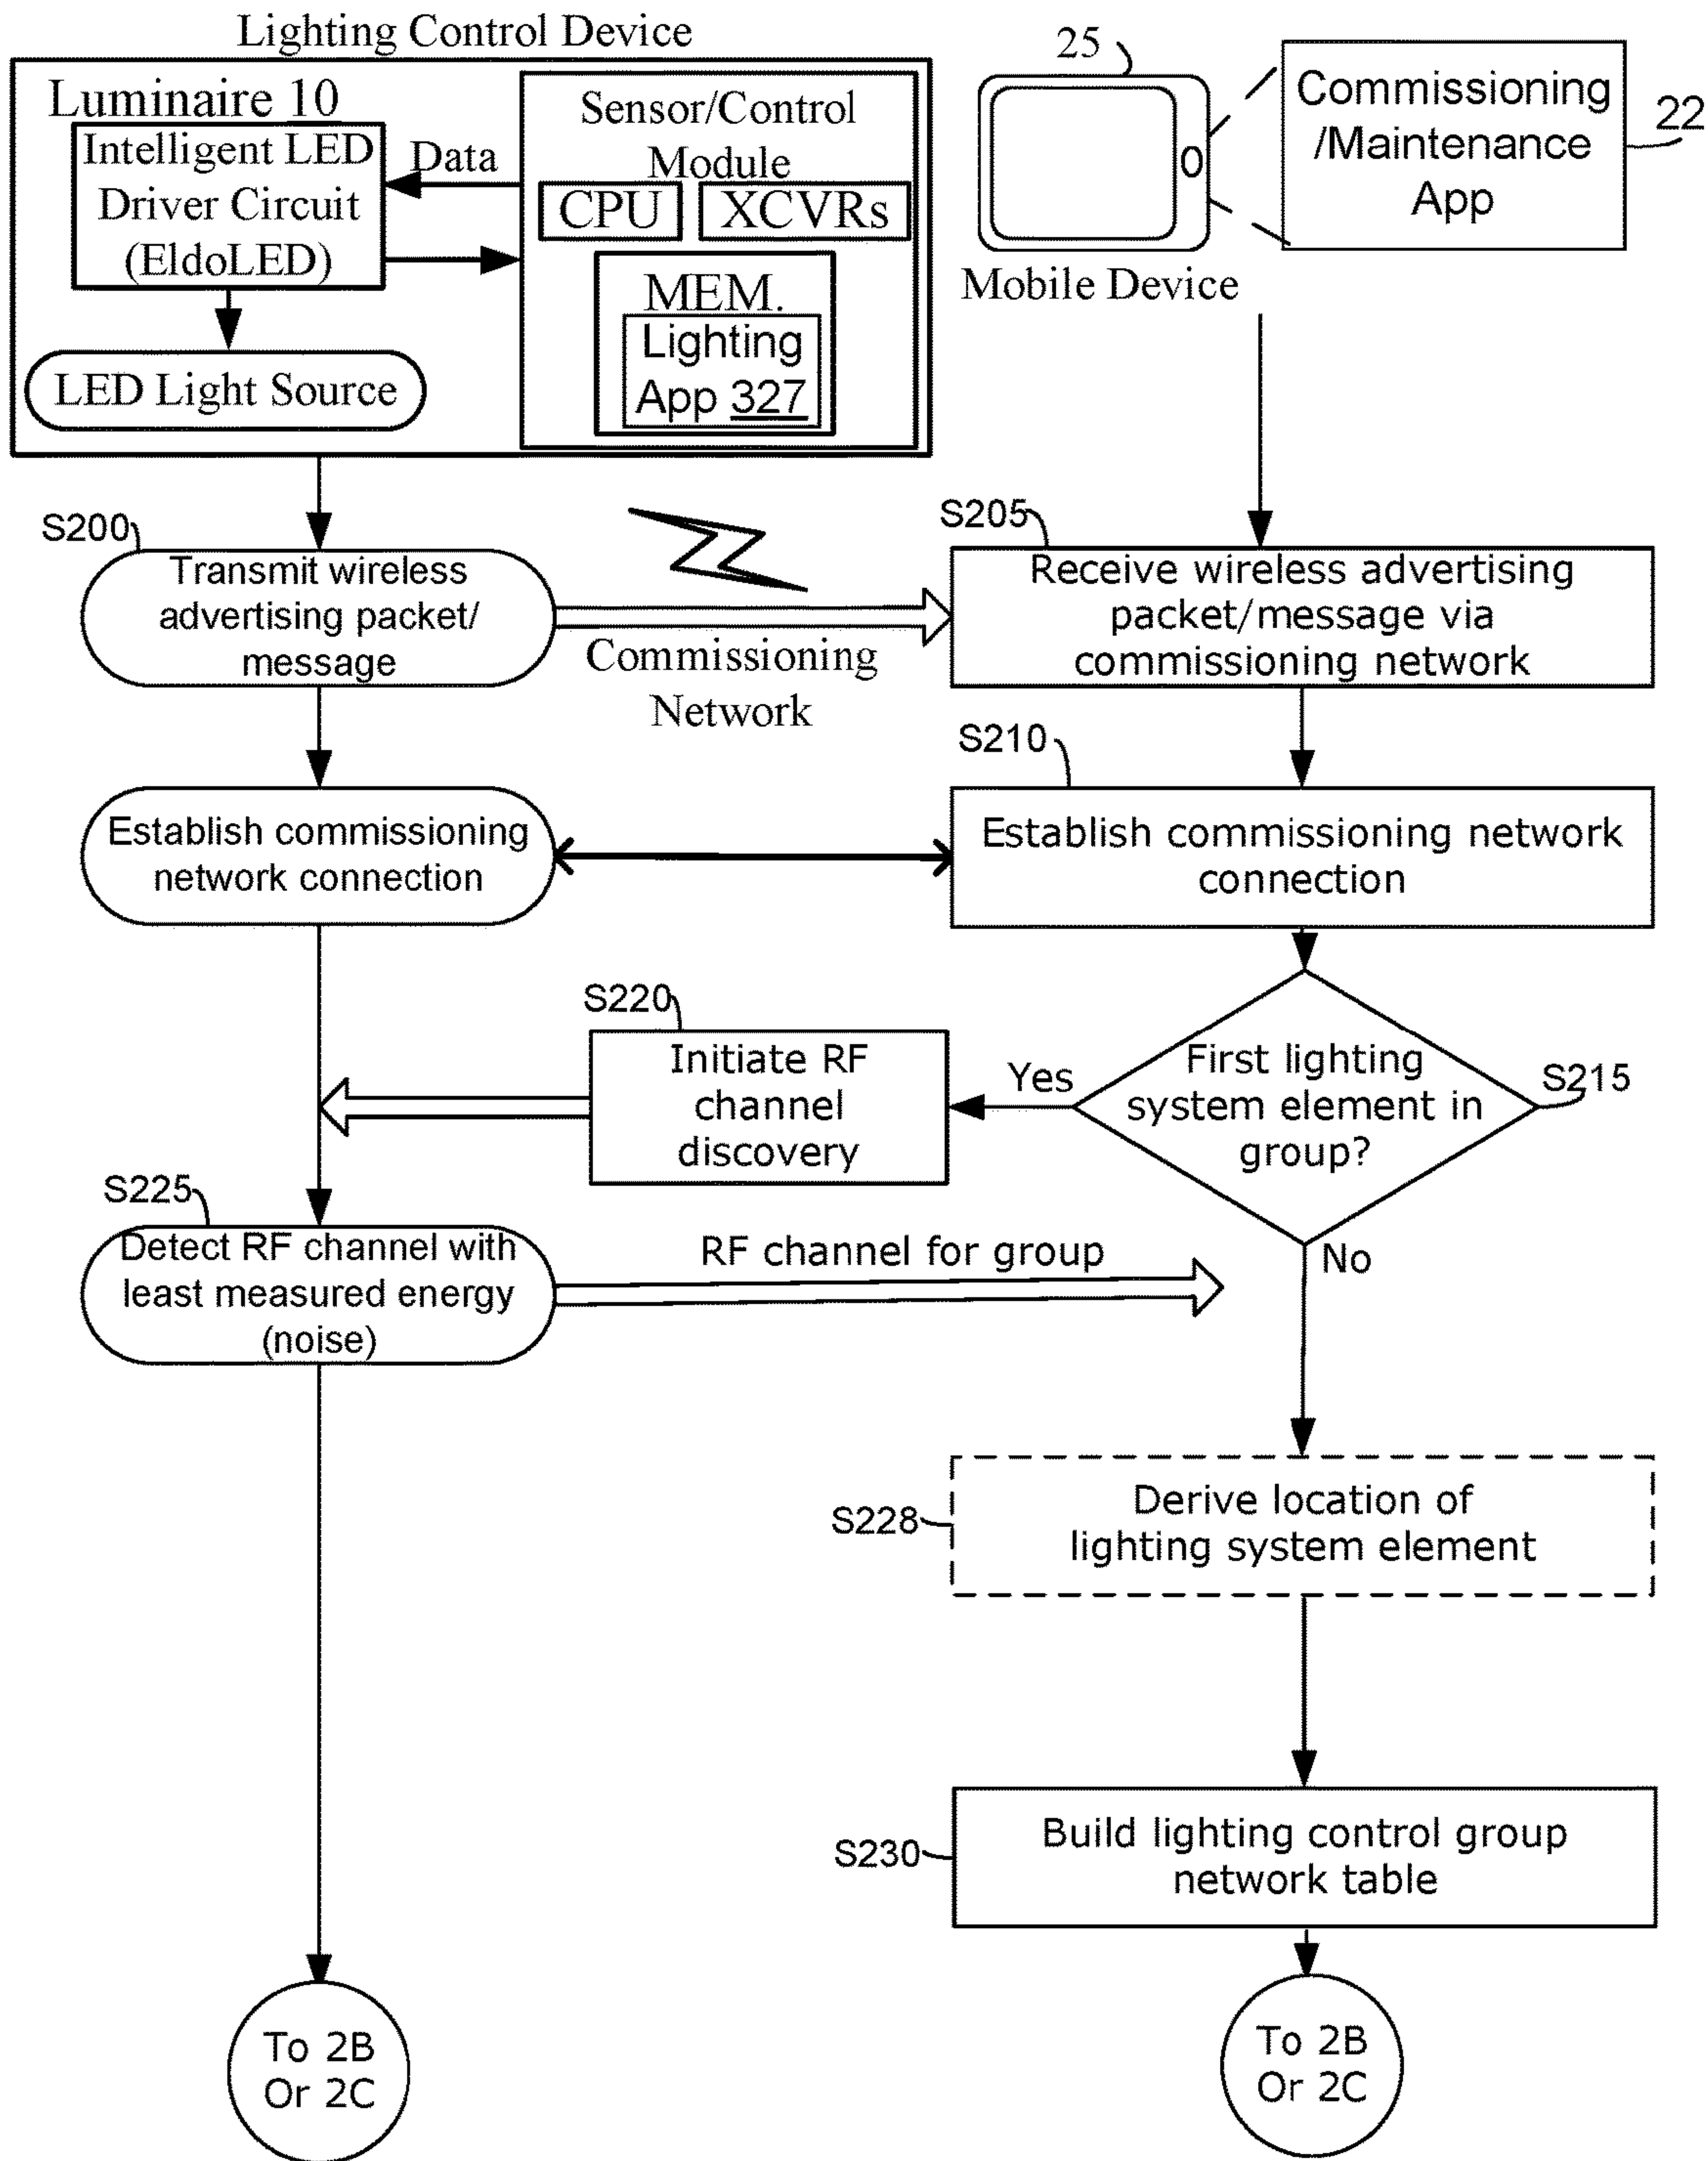 Lighting Control Device
Luminaire 10
Intelligent LED
Driver Circuit
(EldoLED)
Data
LED Light Source
Sensor/Control
Module
CPU
XCVRs
MEM.
Lighting
App 327
25
Mobile Device
Commissioning
/Maintenance
App
22
S200
Transmit wireless
advertising packet/
message
Commissioning
Network
S205
Receive wireless advertising
packet/message via
commissioning network
Establish commissioning
network connection
S210
Establish commissioning network
connection
S220
Initiate RF
channel
discovery
Yes
First lighting
system element in
group?
S215
No
S225
Detect RF channel with
least measured energy
(noise)
RF channel for group
S228
Derive location of
lighting system element
S230
Build lighting control group
network table
To 2B
Or 2C
To 2B
Or 2C